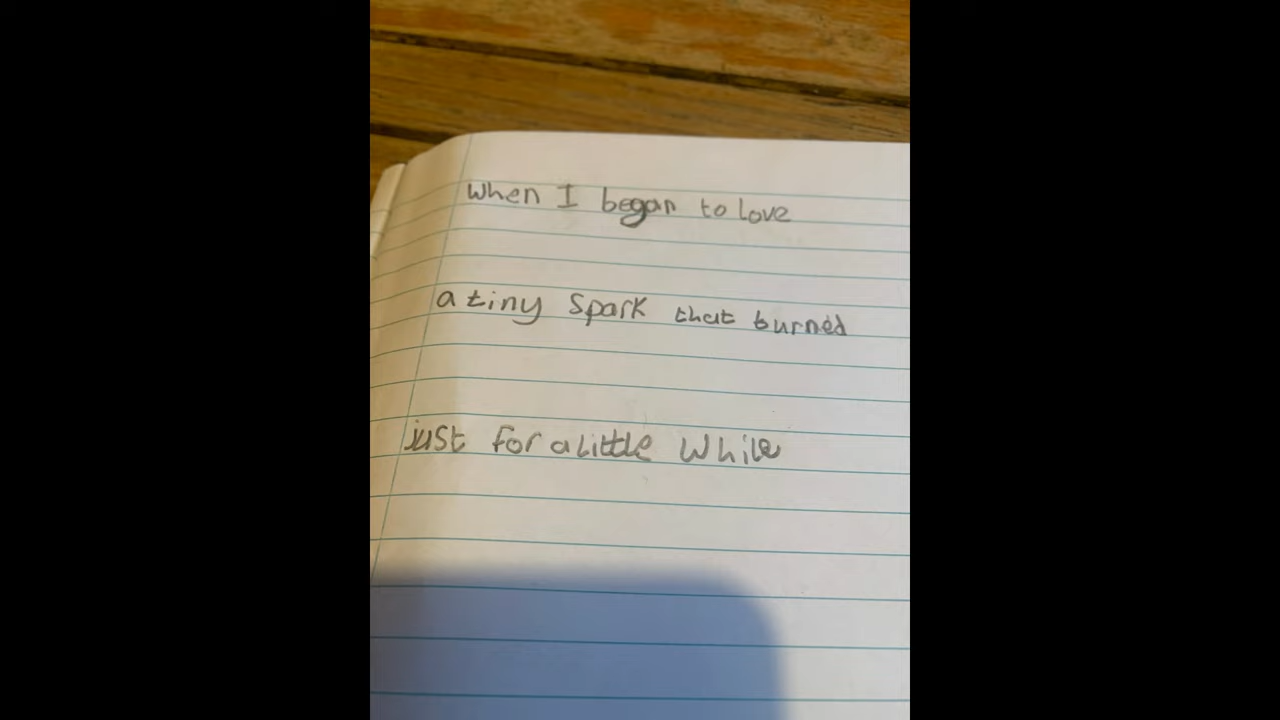 When I began to love
a tiny spark that burned
just for a little while